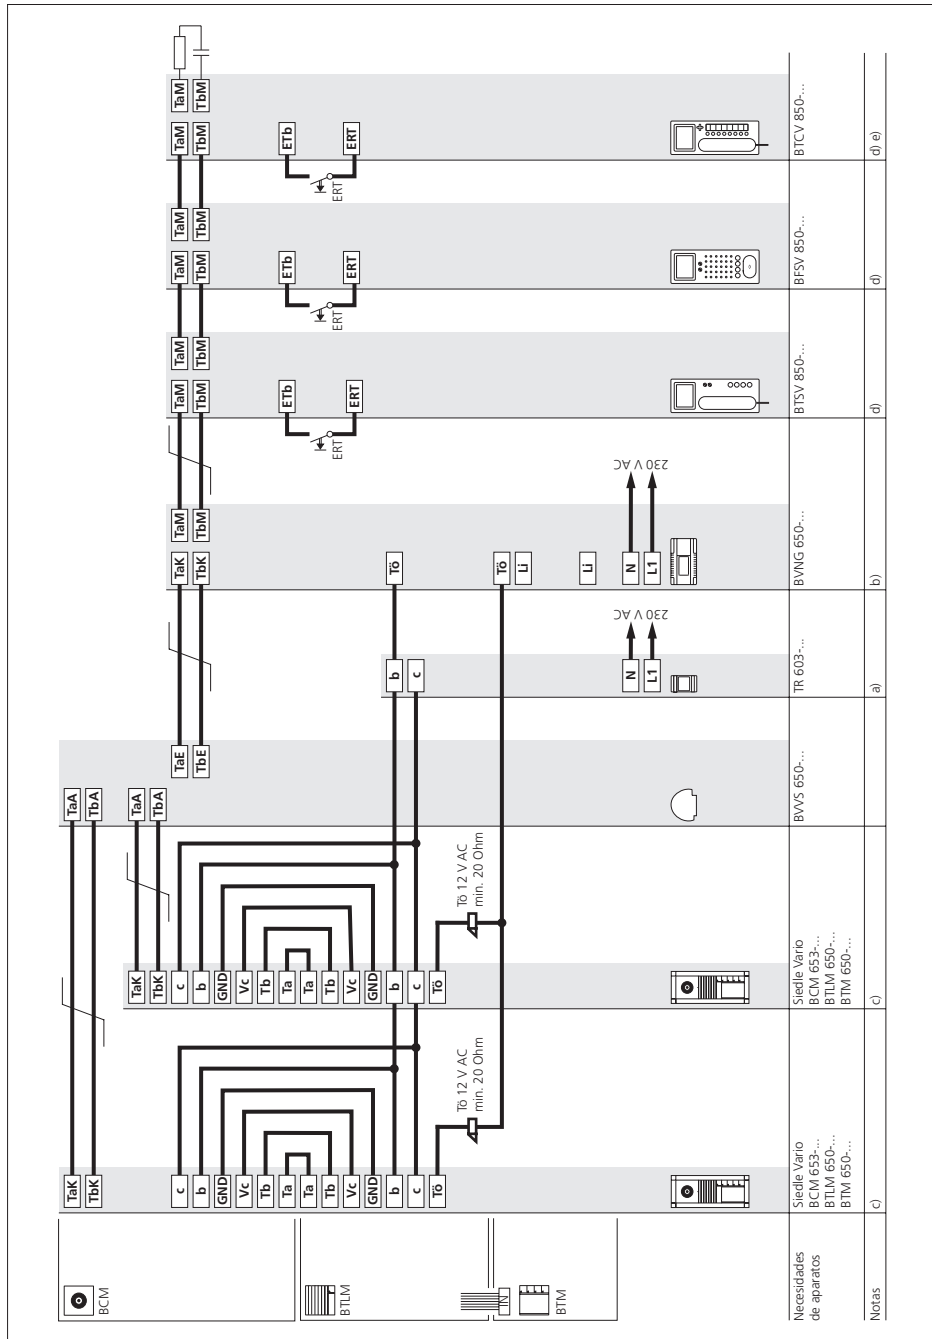 TaK TaA
TbK TbA
BCM
TaK TaA
TbK TbA
c c TaE TaK TaM TaM TaM TaM TaM TaM TaM
b b TbE TbK TbM TbM TbM TbM TbM TbM TbM
GND GND
Vc Vc
Tb Tb
Ta Ta ETb ETb ETb
Ta Ta
Tb Tb ERT ERT ERT
BTLM
Vc Vc ERT ERT ERT
GND GND
b b b Tö
c c c
Tö Tö
Tö 12 V AC Tö 12 V AC
min. 20 Ohm min. 20 Ohm
IN Tö
Li
BTM
Li
N N
230 V AC 230 V AC
L1 L1
Necesidades
de aparatos
Siedle Vario
BCM 653-...
BTLM 650-...
BTM 650-...
Siedle Vario
BCM 653-...
BTLM 650-...
BTM 650-...
BVVS 650-...
TR 603-...
BVNG 650-...
BTSV 850-...
BFSV 850-...
BTCV 850-...
Notas c) c) a) b) d) d) d) e)